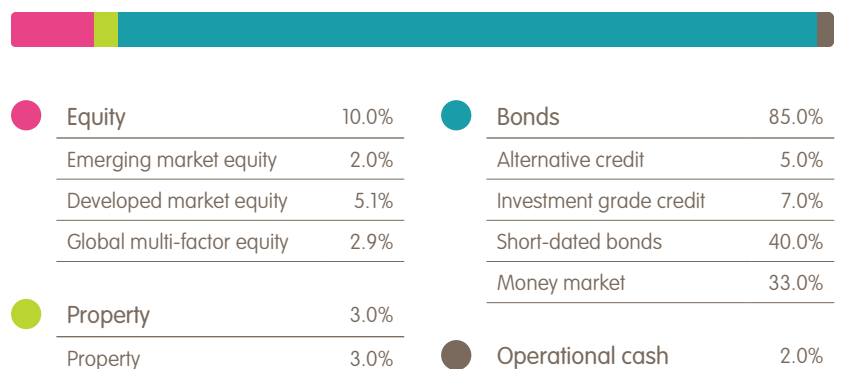 Equity 10.0%
Emerging market equity 2.0%
Developed market equity 5.1%
Global multi-factor equity 2.9%
Property 3.0%
Property 3.0%
Bonds 85.0%
Alternative credit 5.0%
Investment grade credit 7.0%
Short-dated bonds 40.0%
Money market 33.0%
Operational cash 2.0%